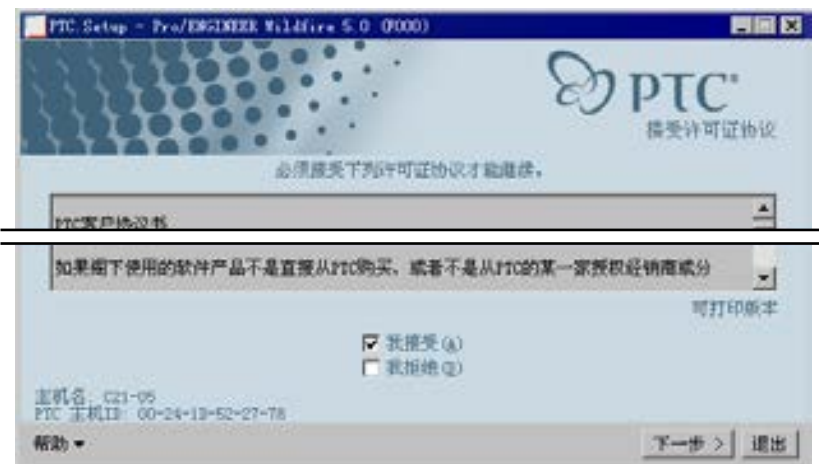 PTC Setup - Pro/ENGINEER Wildfire 5.0 (F000)
PTC®
接受许可证协议
必须接受下列许可证协议才能继续。
PTC客户协议书
如果阁下使用的软件产品不是直接从PTC购买、或者不是从PTC的某一家授权经销商或分
可打印版本
我接受(A)
我拒绝(D)
主机名: C21-05
PTC 主机ID: 00-24-1D-52-27-78
帮助
下一步 >
退出